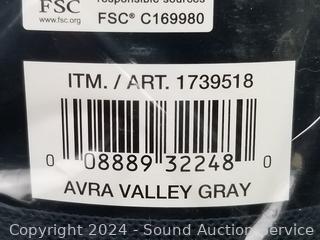 responsible sources
FSC
www.fsc.org
FSC® C169980
ITM. / ART. 1739518
0 08889 32248 0
AVRA VALLEY GRAY
Copyright 2024 - Sound Auction Service